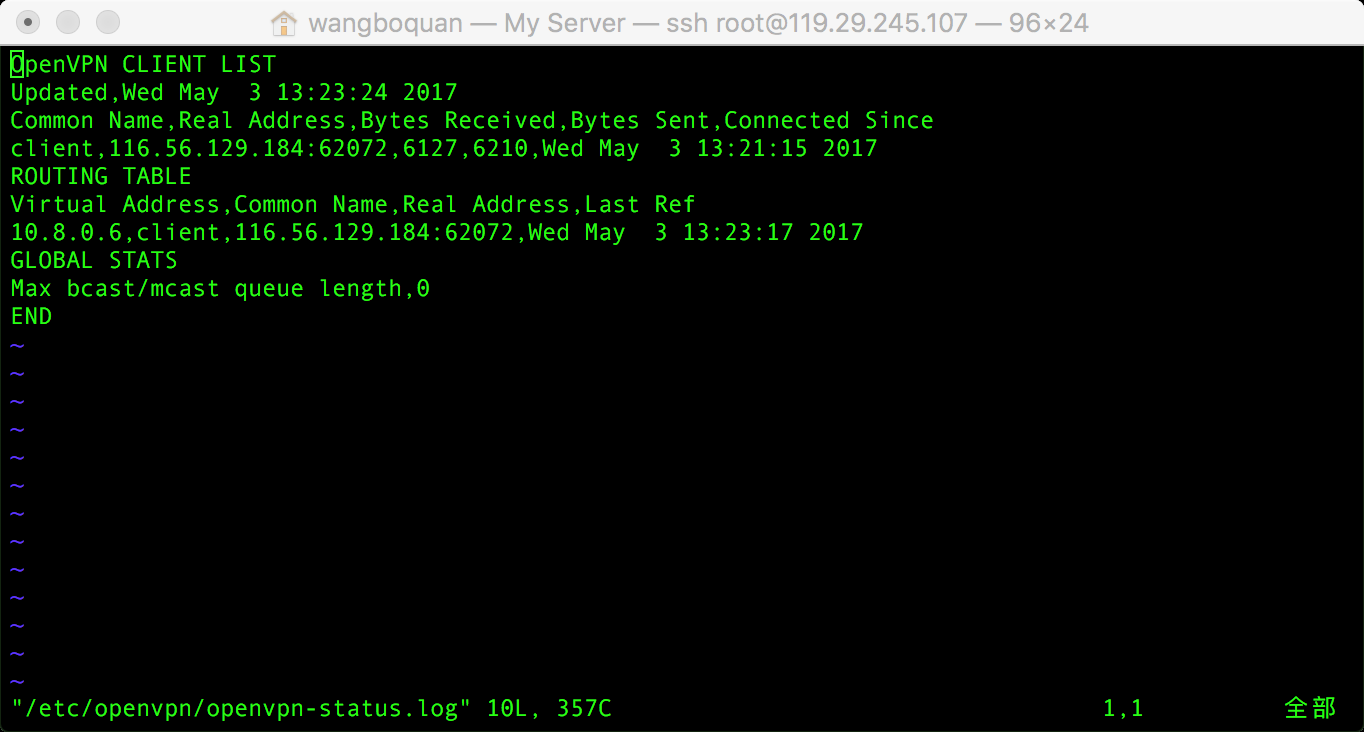 wangboquan — My Server — ssh root@119.29.245.107 — 96×24
OpenVPN CLIENT LIST
Updated,Wed May  3 13:23:24 2017
Common Name,Real Address,Bytes Received,Bytes Sent,Connected Since
client,116.56.129.184:62072,6127,6210,Wed May  3 13:21:15 2017
ROUTING TABLE
Virtual Address,Common Name,Real Address,Last Ref
10.8.0.6,client,116.56.129.184:62072,Wed May  3 13:23:17 2017
GLOBAL STATS
Max bcast/mcast queue length,0
END
~
~
~
~
~
~
~
~
~
~
~
~
~
"/etc/openvpn/openvpn-status.log" 10L, 357C 1,1 全部